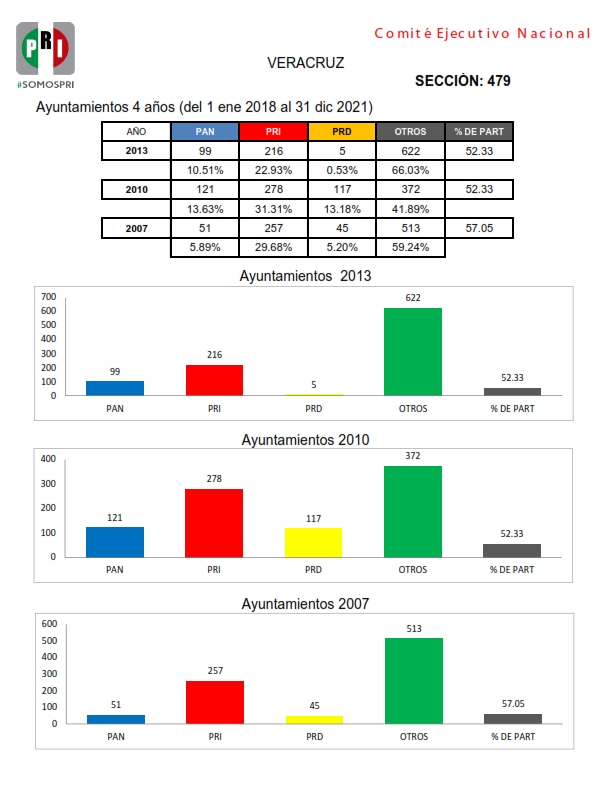 Comité Ejecutivo Nacional
PRI
#SOMOSPRI
VERACRUZ
SECCIÓN: 479
Ayuntamientos 4 años (del 1 ene 2018 al 31 dic 2021)
AÑO PAN PRI PRD OTROS % DE PART
2013 99 216 5 622 52.33
10.51% 22.93% 0.53% 66.03%
2010 121 278 117 372 52.33
13.63% 31.31% 13.18% 41.89%
2007 51 257 45 513 57.05
5.89% 29.68% 5.20% 59.24%
Ayuntamientos 2013
700
600
500
400
300
200
100
0
99 216 5 622 52.33
PAN PRI PRD OTROS % DE PART
Ayuntamientos 2010
400
300
200
100
0
121 278 117 372 52.33
PAN PRI PRD OTROS % DE PART
Ayuntamientos 2007
600
500
400
300
200
100
0
51 257 45 513 57.05
PAN PRI PRD OTROS % DE PART